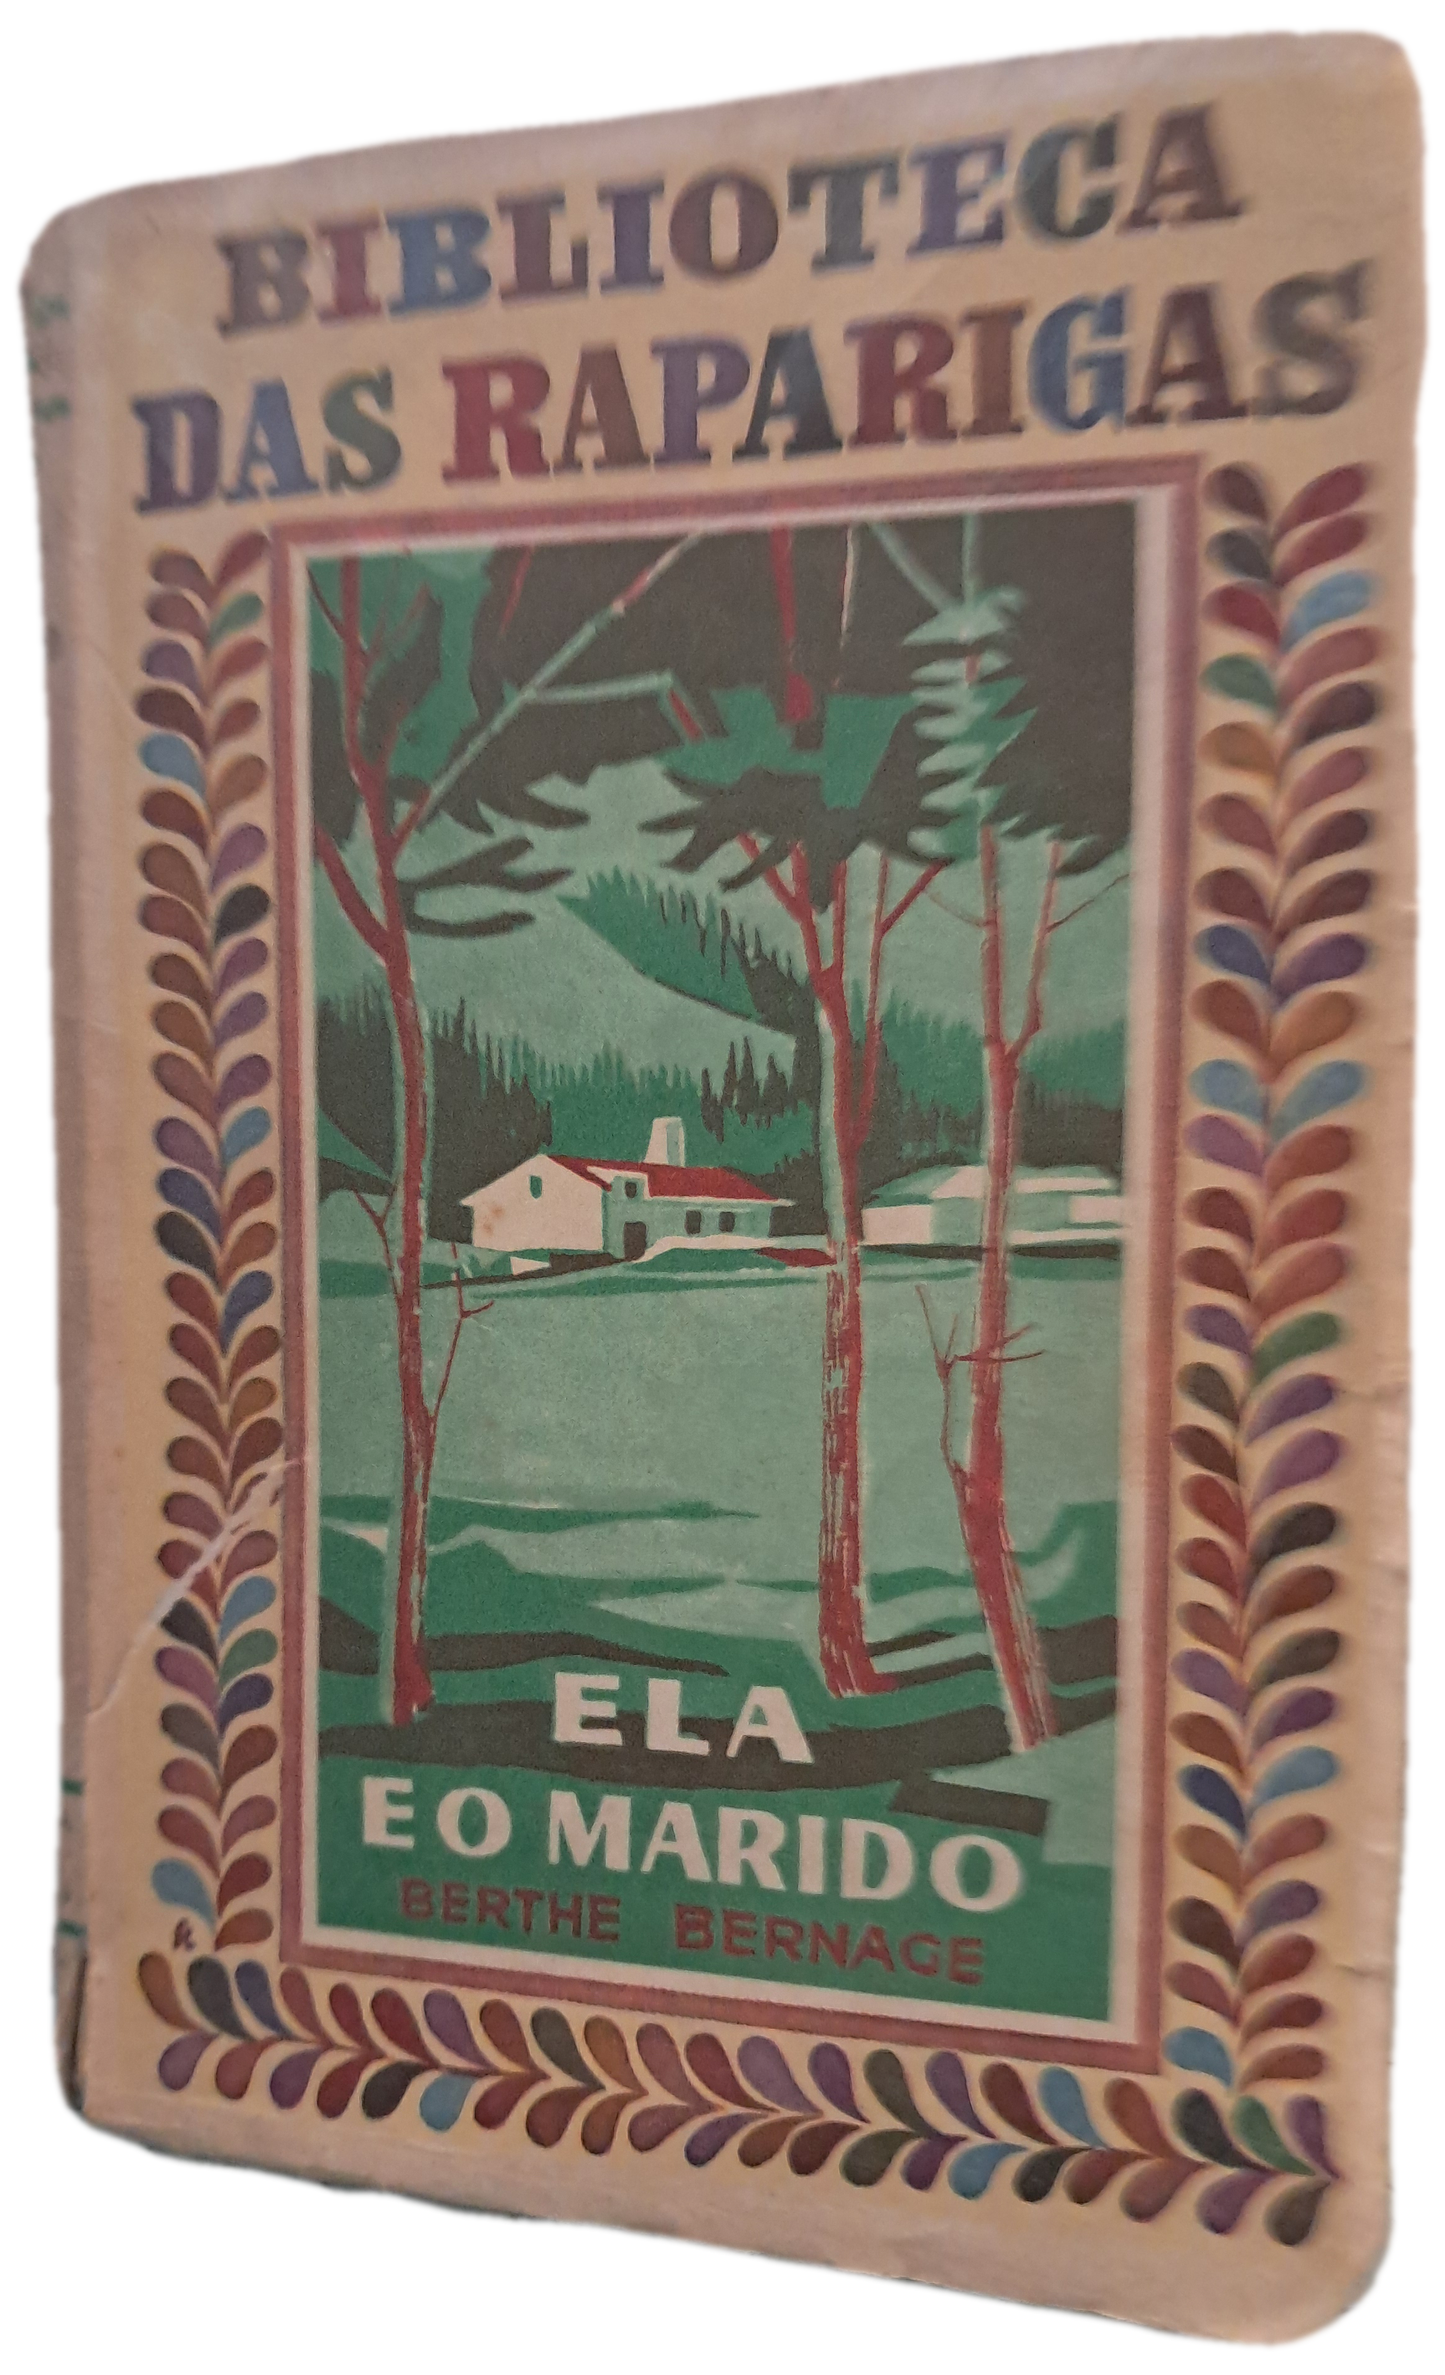 BIBLIOTECA
DAS RAPARIGAS
ELA
E O MARIDO
BERTHE BERNAGE